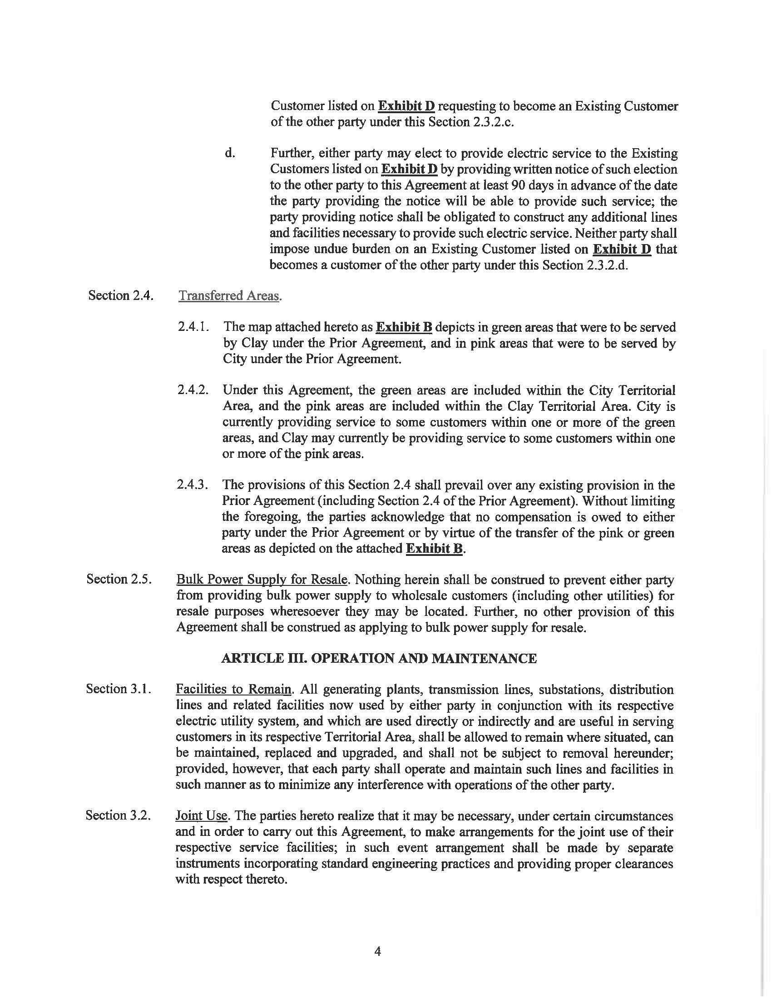 Customer listed on Exhibit D requesting to become an Existing Customer
of the other party under this Section 2.3.2.c.
d. Further, either party may elect to provide electric service to the Existing
Customers listed on Exhibit D by providing written notice of such election
to the other party to this Agreement at least 90 days in advance of the date
the party providing the notice will be able to provide such service; the
party providing notice shall be obligated to construct any additional lines
and facilities necessary to provide such electric service. Neither party shall
impose undue burden on an Existing Customer listed on Exhibit D that
becomes a customer of the other party under this Section 2.3.2.d.
Section 2.4. Transferred Areas.
2.4.1. The map attached hereto as Exhibit B depicts in green areas that were to be served
by Clay under the Prior Agreement, and in pink areas that were to be served by
City under the Prior Agreement.
2.4.2. Under this Agreement, the green areas are included within the City Territorial
Area, and the pink areas are included within the Clay Territorial Area. City is
currently providing service to some customers within one or more of the green
areas, and Clay may currently be providing service to some customers within one
or more of the pink areas.
2.4.3. The provisions of this Section 2.4 shall prevail over any existing provision in the
Prior Agreement (including Section 2.4 of the Prior Agreement). Without limiting
the foregoing, the parties acknowledge that no compensation is owed to either
party under the Prior Agreement or by virtue of the transfer of the pink or green
areas as depicted on the attached Exhibit B.
Section 2.5. Bulk Power Supply for Resale. Nothing herein shall be construed to prevent either party
from providing bulk power supply to wholesale customers (including other utilities) for
resale purposes wheresoever they may be located. Further, no other provision of this
Agreement shall be construed as applying to bulk power supply for resale.
ARTICLE III. OPERATION AND MAINTENANCE
Section 3.1. Facilities to Remain. All generating plants, transmission lines, substations, distribution
lines and related facilities now used by either party in conjunction with its respective
electric utility system, and which are used directly or indirectly and are useful in serving
customers in its respective Territorial Area, shall be allowed to remain where situated, can
be maintained, replaced and upgraded, and shall not be subject to removal hereunder;
provided, however, that each party shall operate and maintain such lines and facilities in
such manner as to minimize any interference with operations of the other party.
Section 3.2. Joint Use. The parties hereto realize that it may be necessary, under certain circumstances
and in order to carry out this Agreement, to make arrangements for the joint use of their
respective service facilities; in such event arrangement shall be made by separate
instruments incorporating standard engineering practices and providing proper clearances
with respect thereto.
4